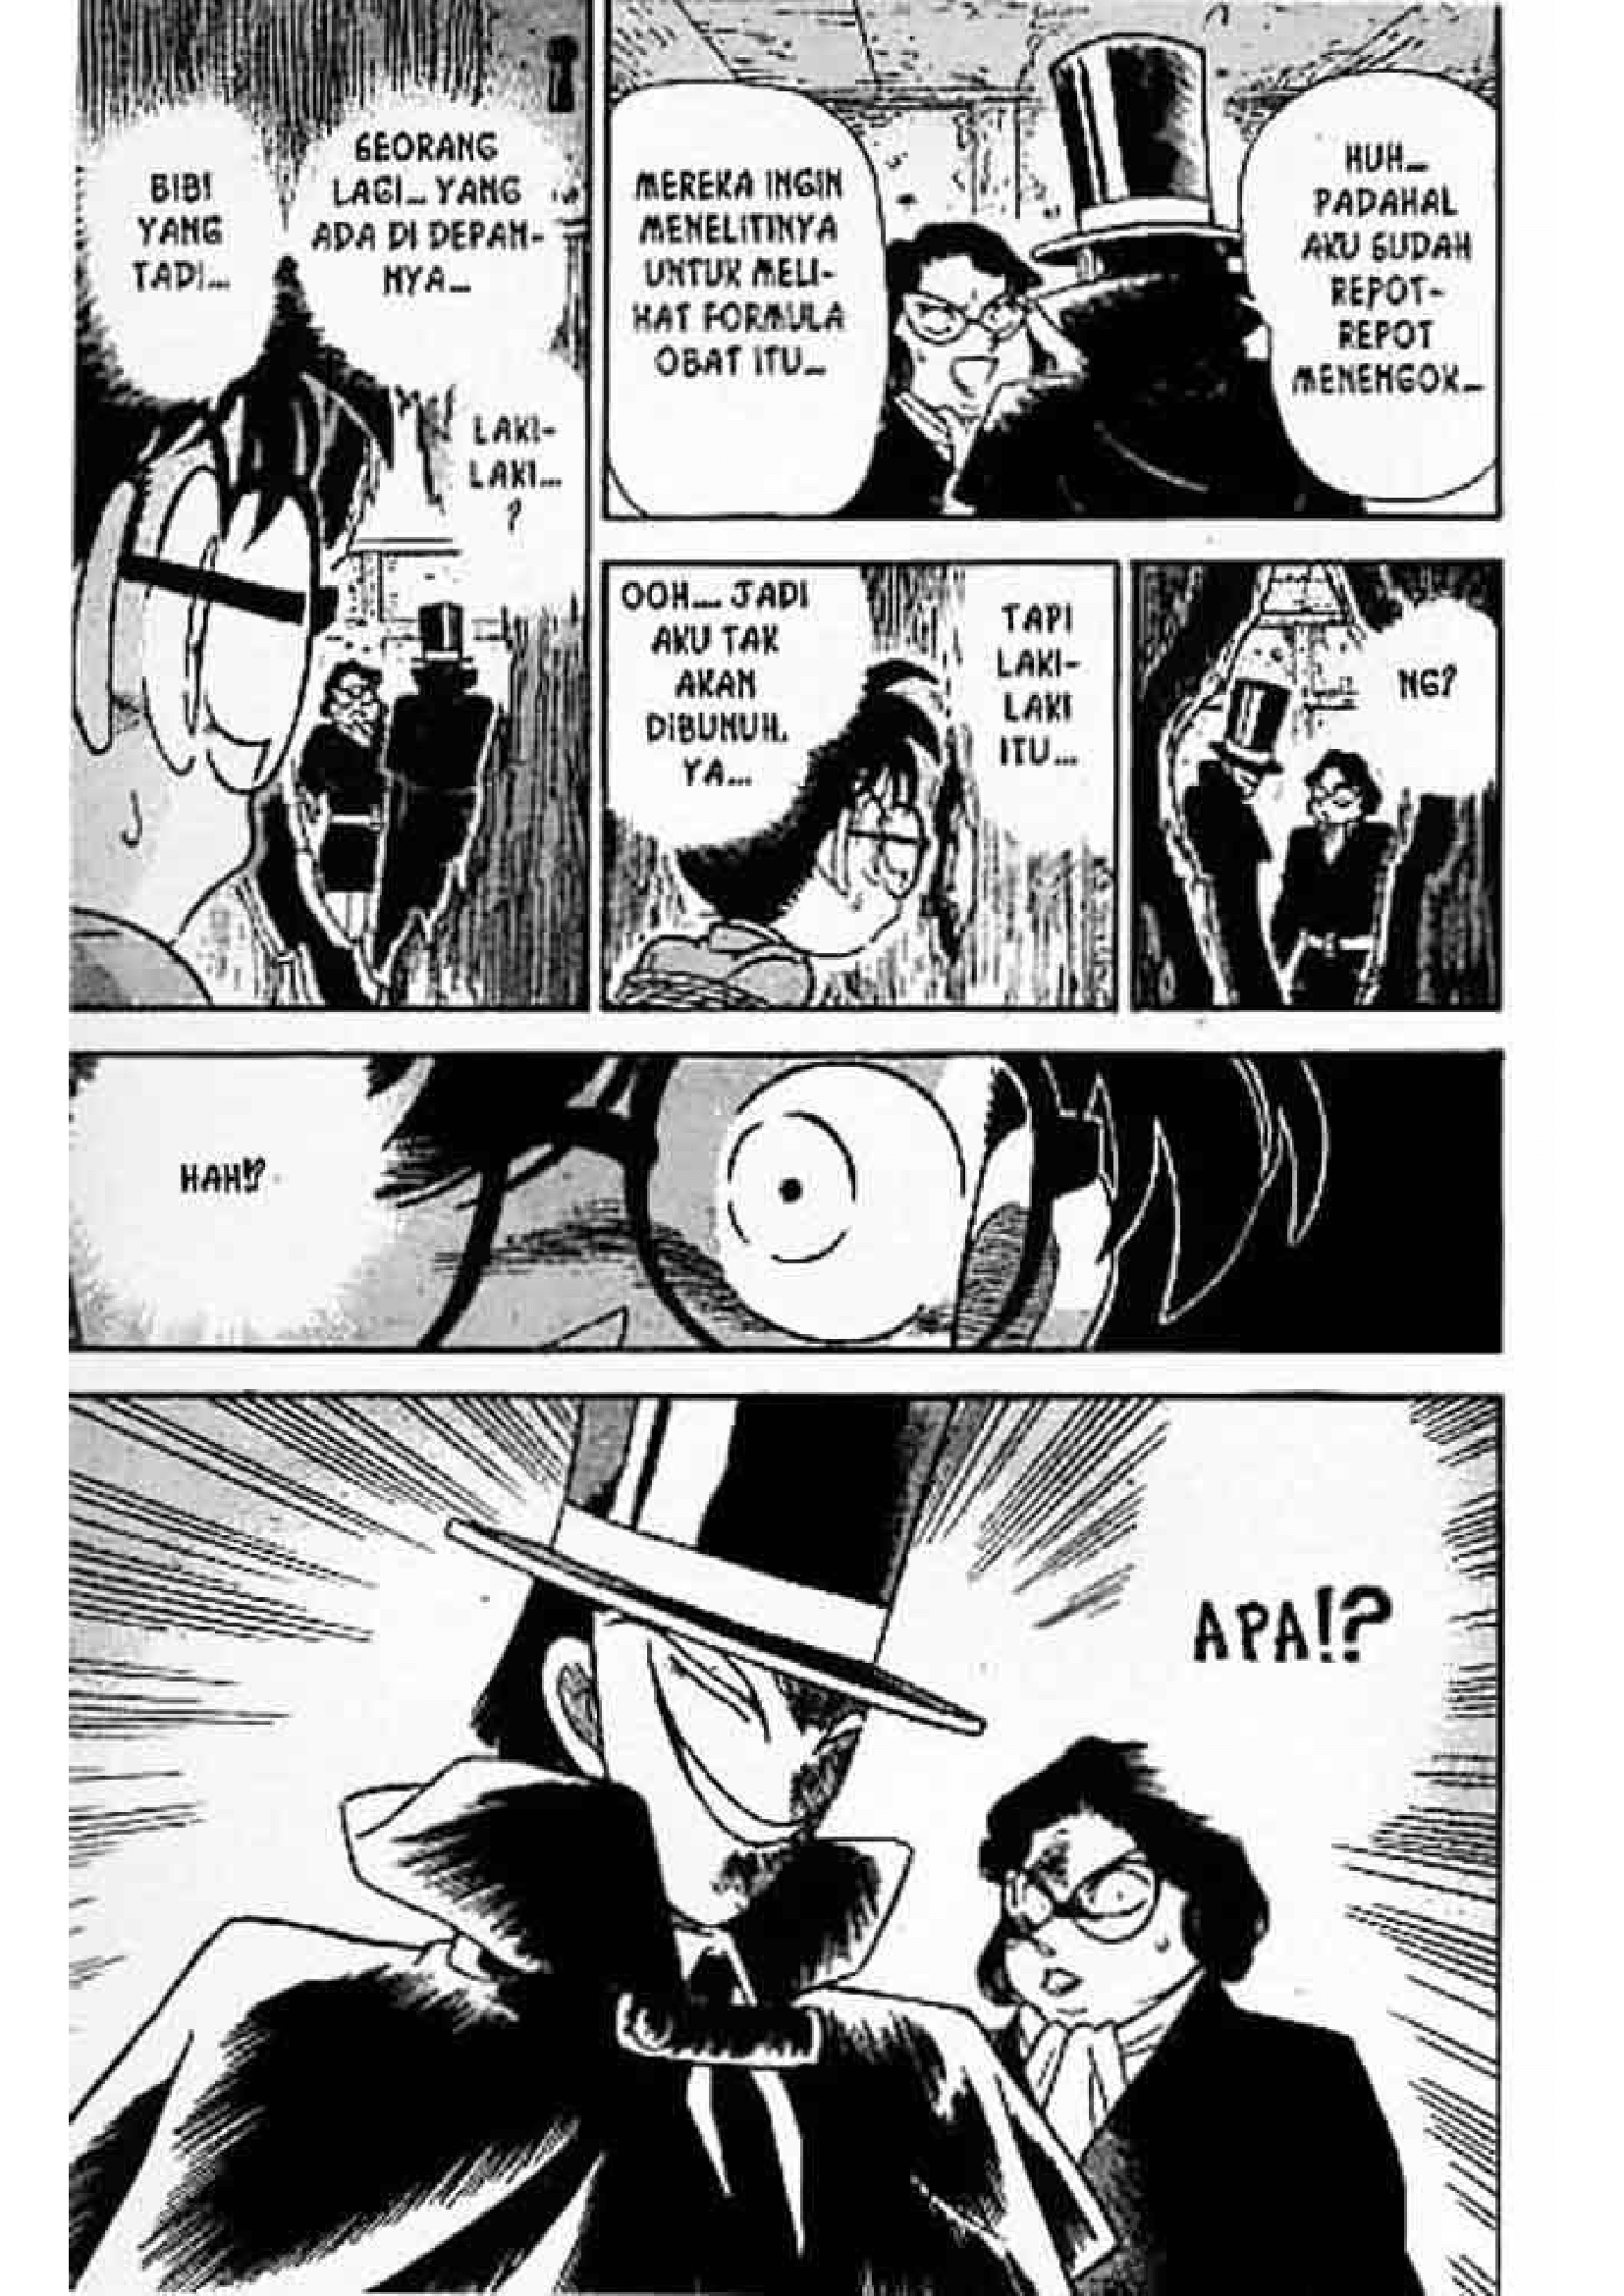 HUH...
PADAHAL
AKU SUDAH
REPOT-
REPOT
MENENGOK...
MEREKA INGIN
MENELITINYA
UNTUK MELI-
HAT FORMULA
OBAT ITU...
SEORANG
LAGI... YANG
ADA DI DEPAN-
NYA...
BIBI
YANG
TADI...
LAKI-
LAKI...
?
NG?
TAPI
LAKI-
LAKI
ITU...
OOH.... JADI
AKU TAK
AKAN
DIBUNUH.
YA...
HAH!?
APA!?